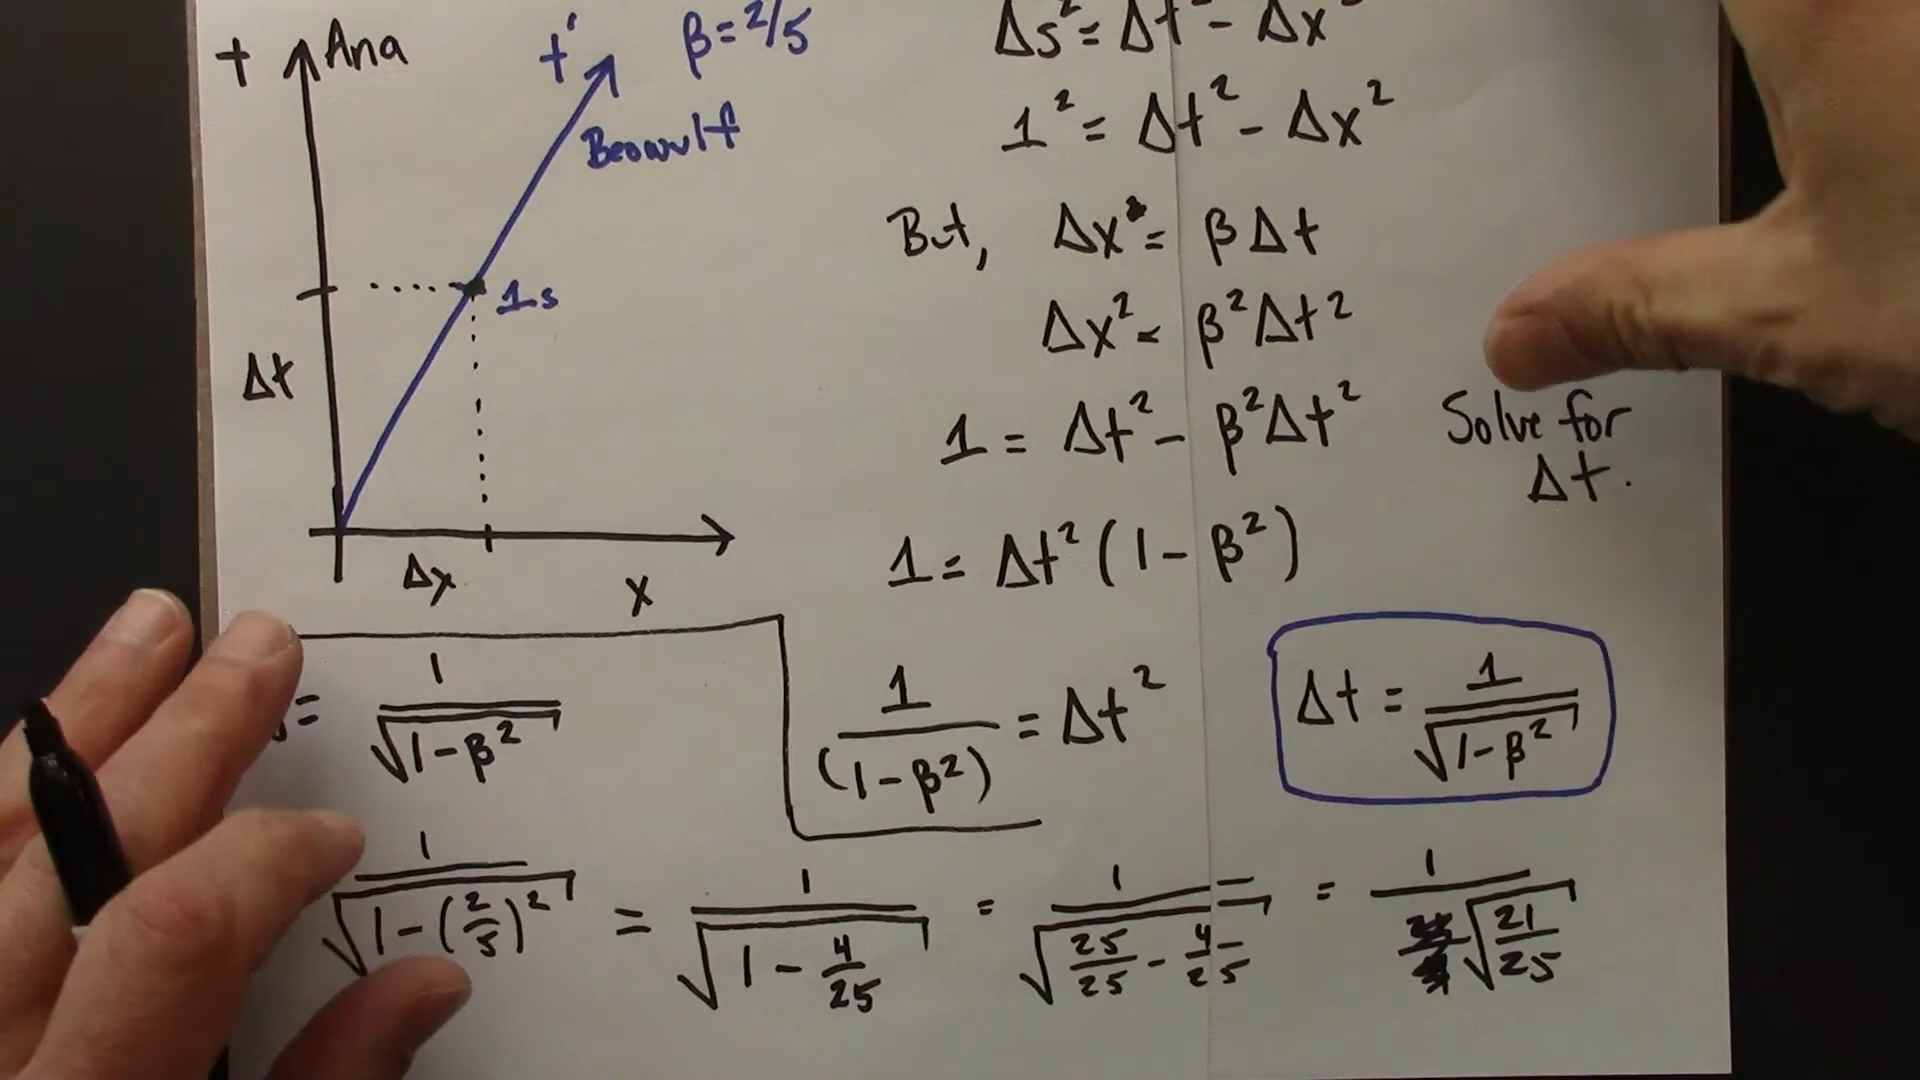 t Ana t' β=2/5
Beowulf
1s
Δt
Δx x
Δs² = Δt² - Δx²
1² = Δt² - Δx²
But, Δx = βΔt
Δx² = β²Δt²
1 = Δt² - β²Δt² Solve for
Δt.
1 = Δt² (1 - β²)
= 1/√(1-β²)
1/(1-β²) = Δt²
Δt = 1/√(1-β²)
1/√(1-(2/5)²) = 1/√(1 - 4/25) = 1/√(25/25 - 4/25) = 1/√(21/25)